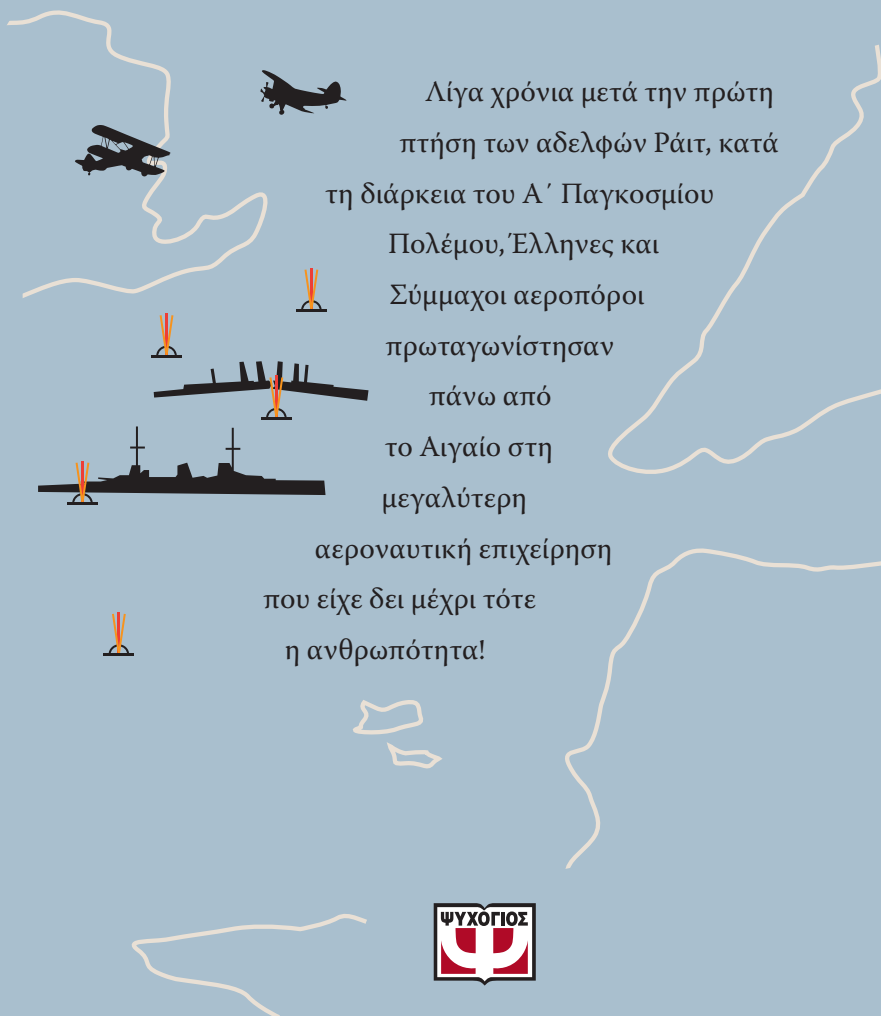 Λίγα χρόνια μετά την πρώτη
πτήση των αδελφών Ράιτ, κατά
τη διάρκεια του Α΄ Παγκοσμίου
Πολέμου, Έλληνες και
Σύμμαχοι αεροπόροι
πρωταγωνίστησαν
πάνω από
το Αιγαίο στη
μεγαλύτερη
αεροναυτική επιχείρηση
που είχε δει μέχρι τότε
η ανθρωπότητα!
ΨΥΧΟΓΙΟΣ